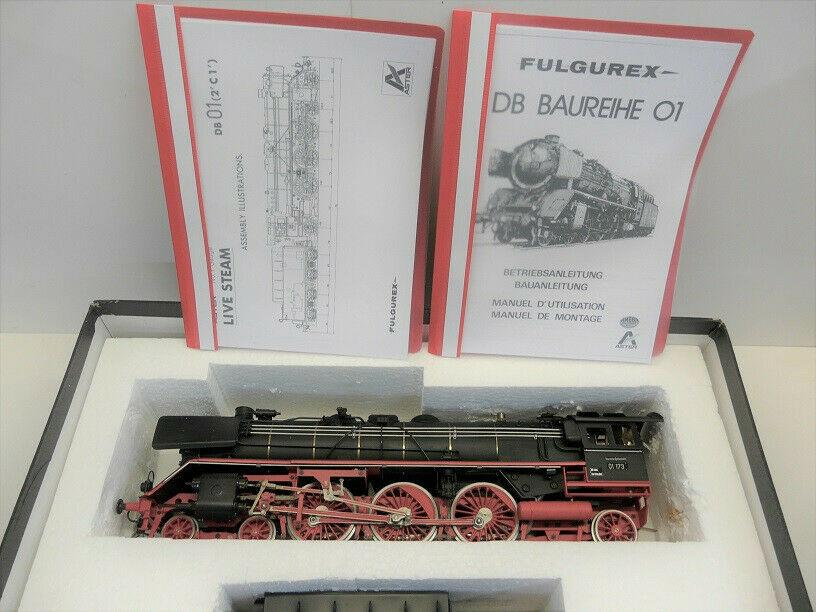 DB 01 (2' C 1')
ASSEMBLY ILLUSTRATIONS.
LIVE STEAM
ASTER
FULGUREX
FULGUREX
DB BAUREIHE 01
BETRIEBSANLEITUNG
BAUANLEITUNG
MANUEL D'UTILISATION
MANUEL DE MONTAGE
ASTER
01 173